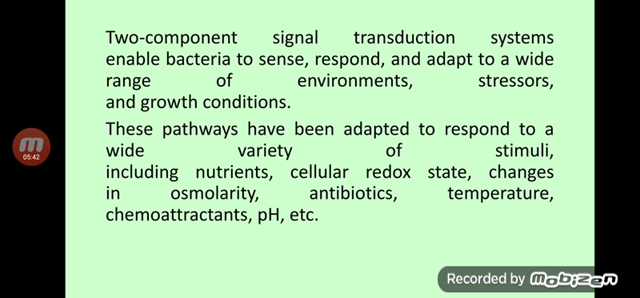 Two-component signal transduction systems
enable bacteria to sense, respond, and adapt to a wide
range of environments, stressors,
and growth conditions.
These pathways have been adapted to respond to a
wide variety of stimuli,
including nutrients, cellular redox state, changes
in osmolarity, antibiotics, temperature,
chemoattractants, pH, etc.
05:42
Recorded by Mobizen